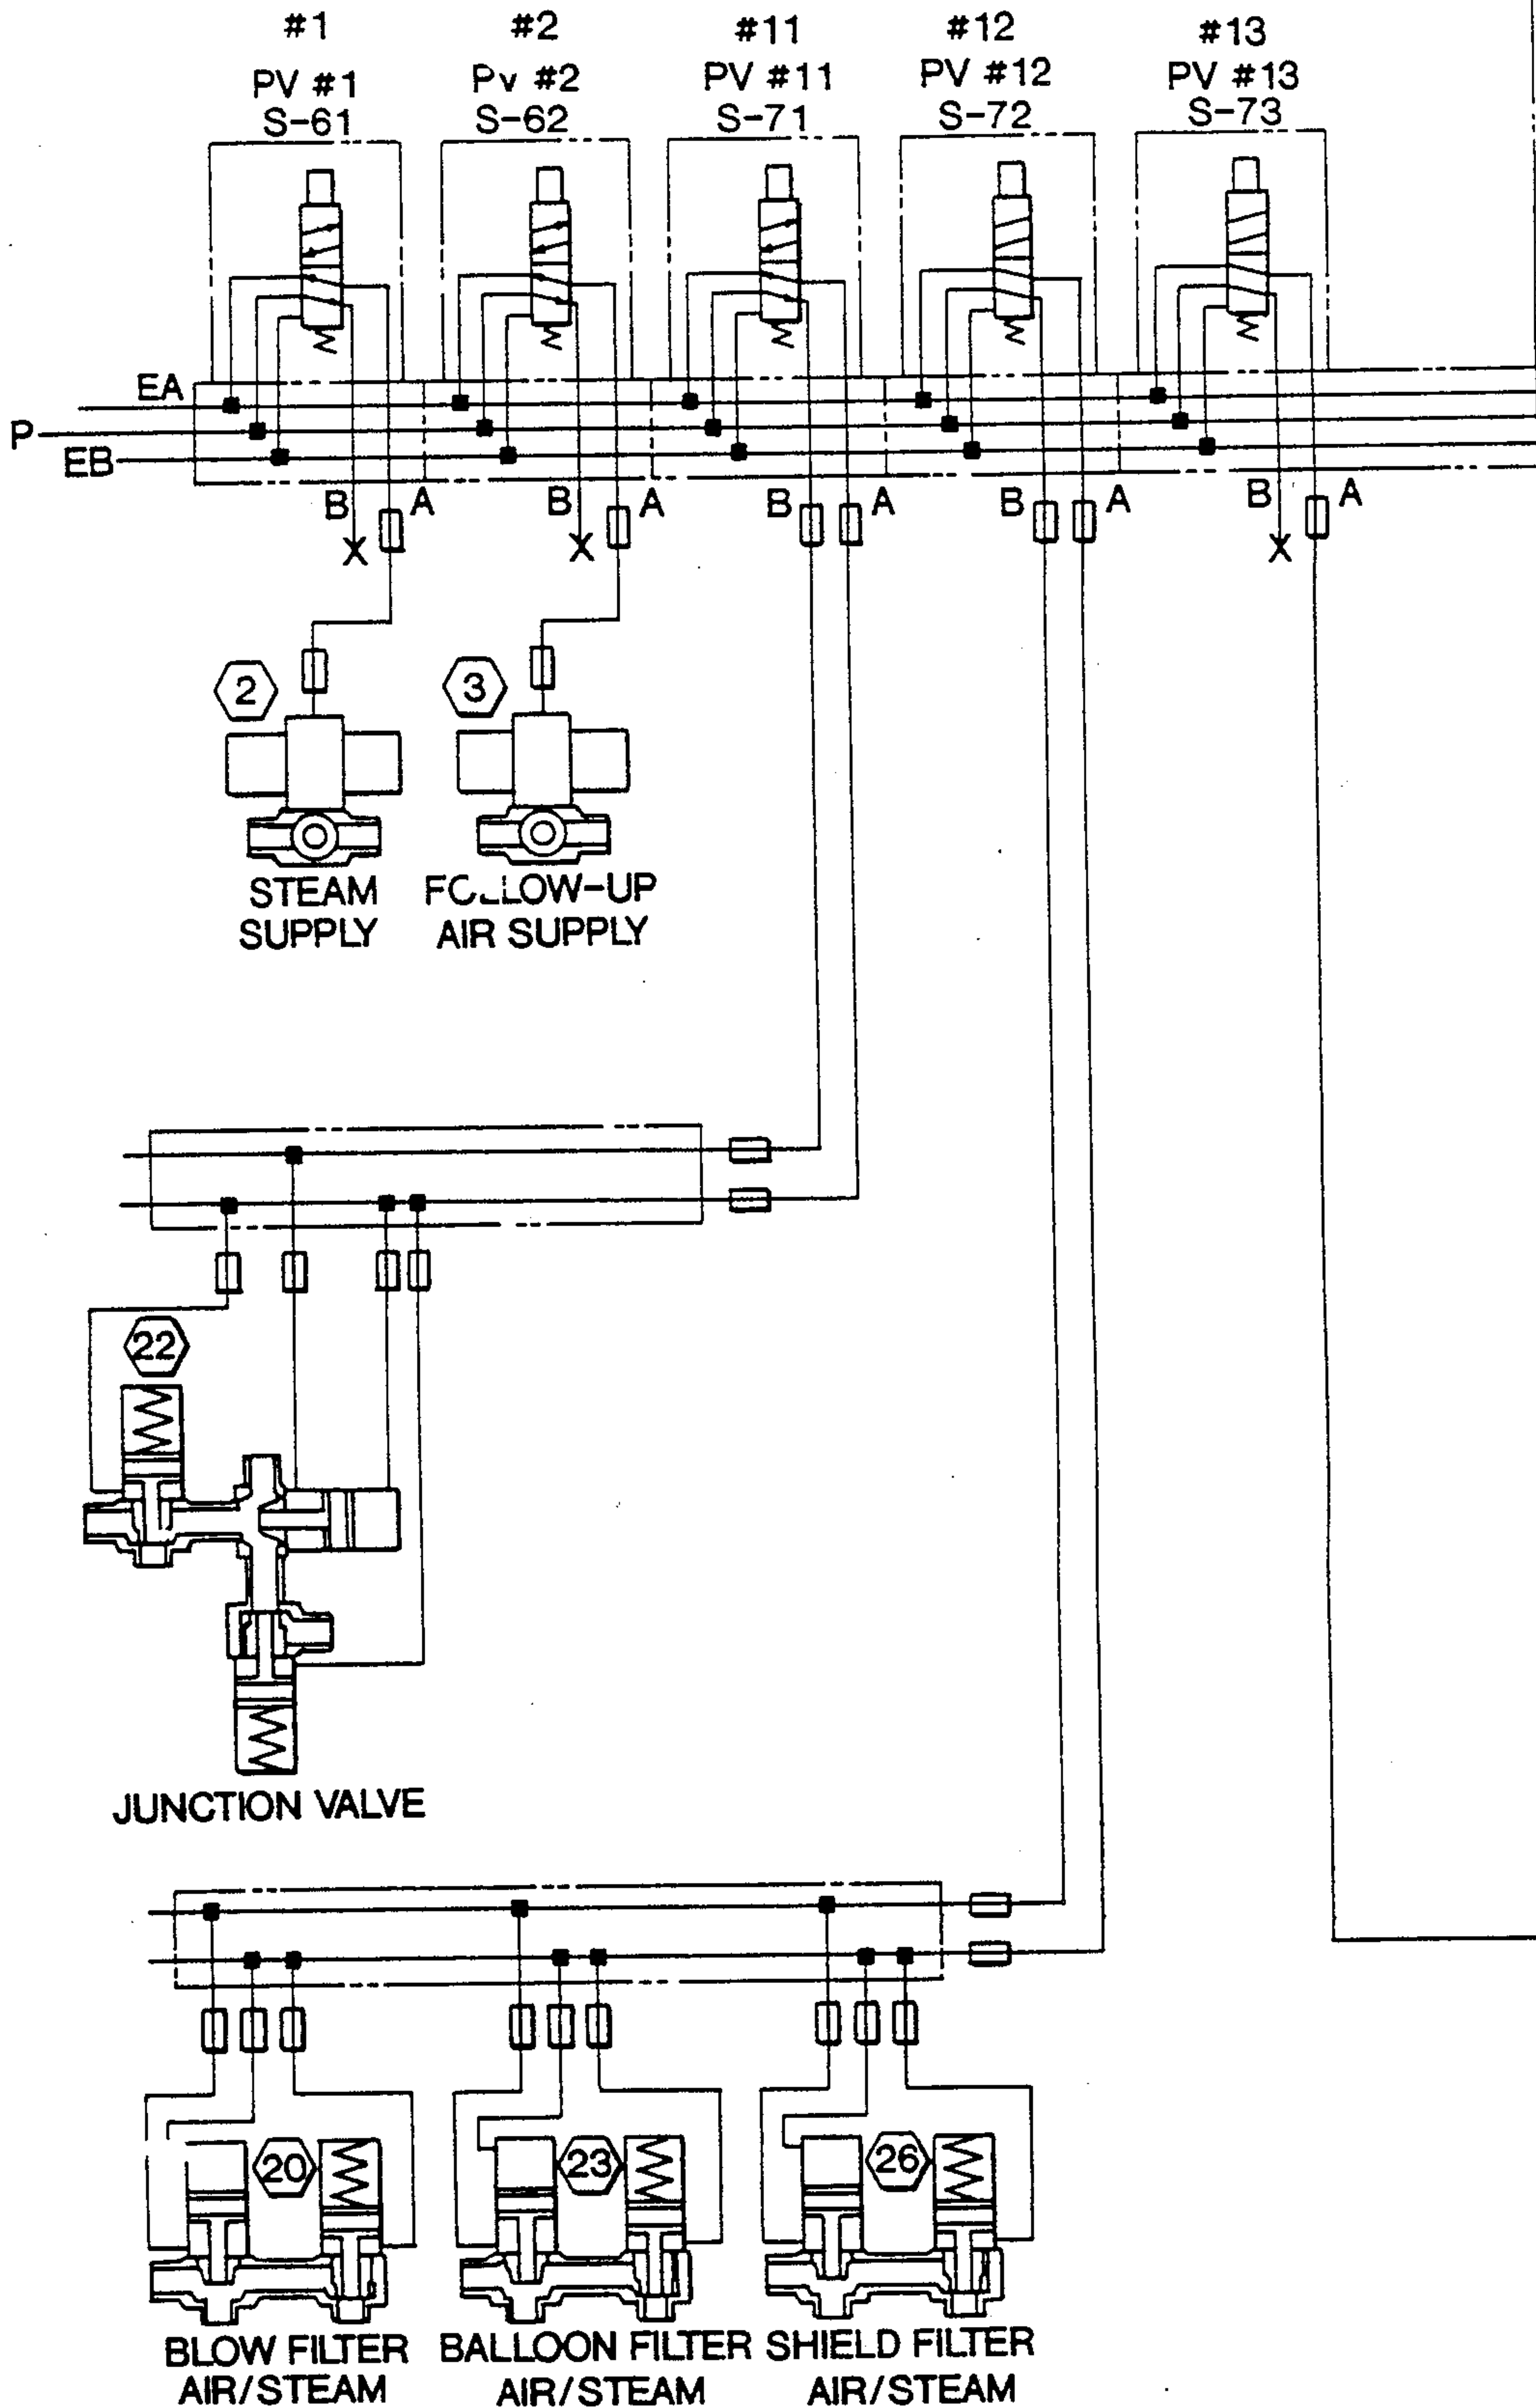 #1 #2 #11 #12 #13
PV #1 Pv #2 PV #11 PV #12 PV #13
S-61 S-62 S-71 S-72 S-73
EA
P
EB
B A B A B A B A B A
X X X
2 3
STEAM FOLLOW-UP
SUPPLY AIR SUPPLY
22
JUNCTION VALVE
20 23 26
BLOW FILTER BALLOON FILTER SHIELD FILTER
AIR/STEAM AIR/STEAM AIR/STEAM